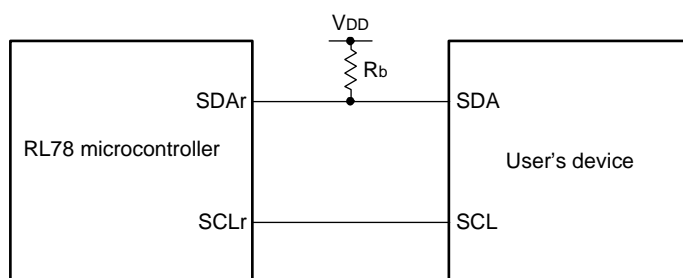 VDD
Rb
SDAr
SDA
RL78 microcontroller
User's device
SCLr
SCL